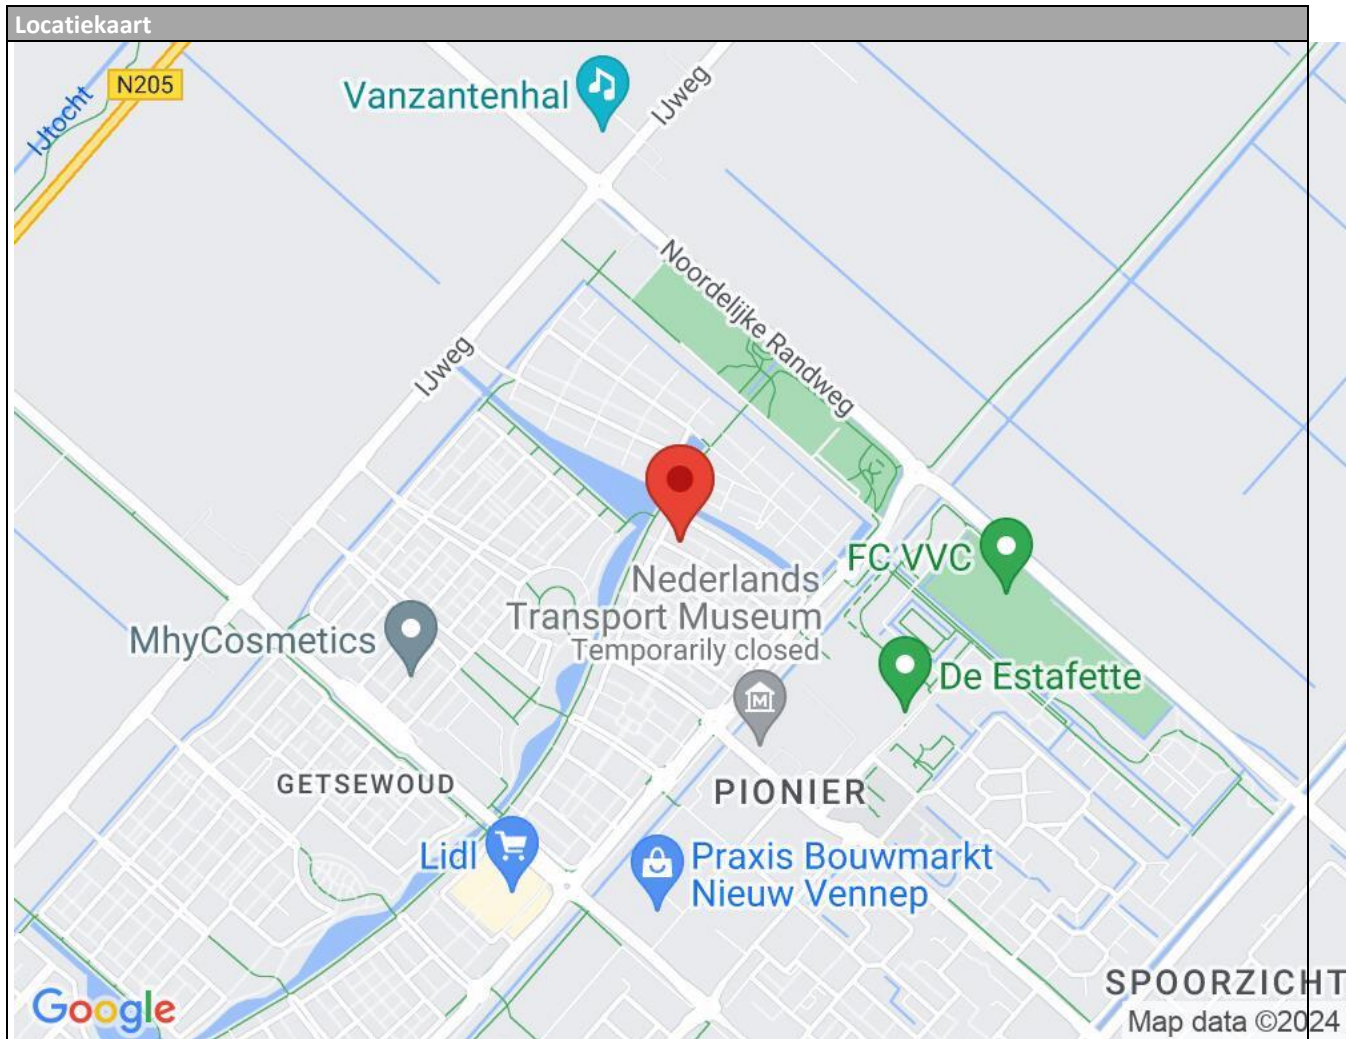 Locatiekaart
N205
IJtocht
Vanzantenhal
IJweg
Noordelijke Randweg
IJweg
FC VVC
Nederlands
Transport Museum
Temporarily closed
MhyCosmetics
De Estafette
GETSEWOUD
PIONIER
Lidl
Praxis Bouwmarkt
Nieuw Vennep
SPOORZICHT
Google
Map data ©2024